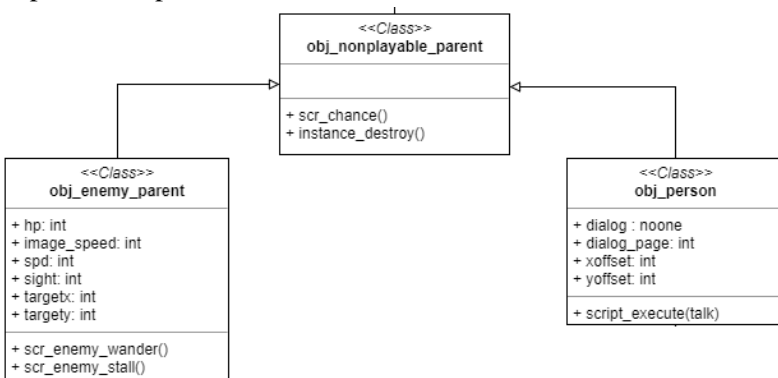 <<Class>>
obj_nonplayable_parent
+ scr_chance()
+ instance_destroy()
<<Class>>
obj_enemy_parent
+ hp: int
+ image_speed: int
+ spd: int
+ sight: int
+ targetx: int
+ targety: int
+ scr_enemy_wander()
+ scr_enemy_stall()
<<Class>>
obj_person
+ dialog : noone
+ dialog_page: int
+ xoffset: int
+ yoffset: int
+ script_execute(talk)